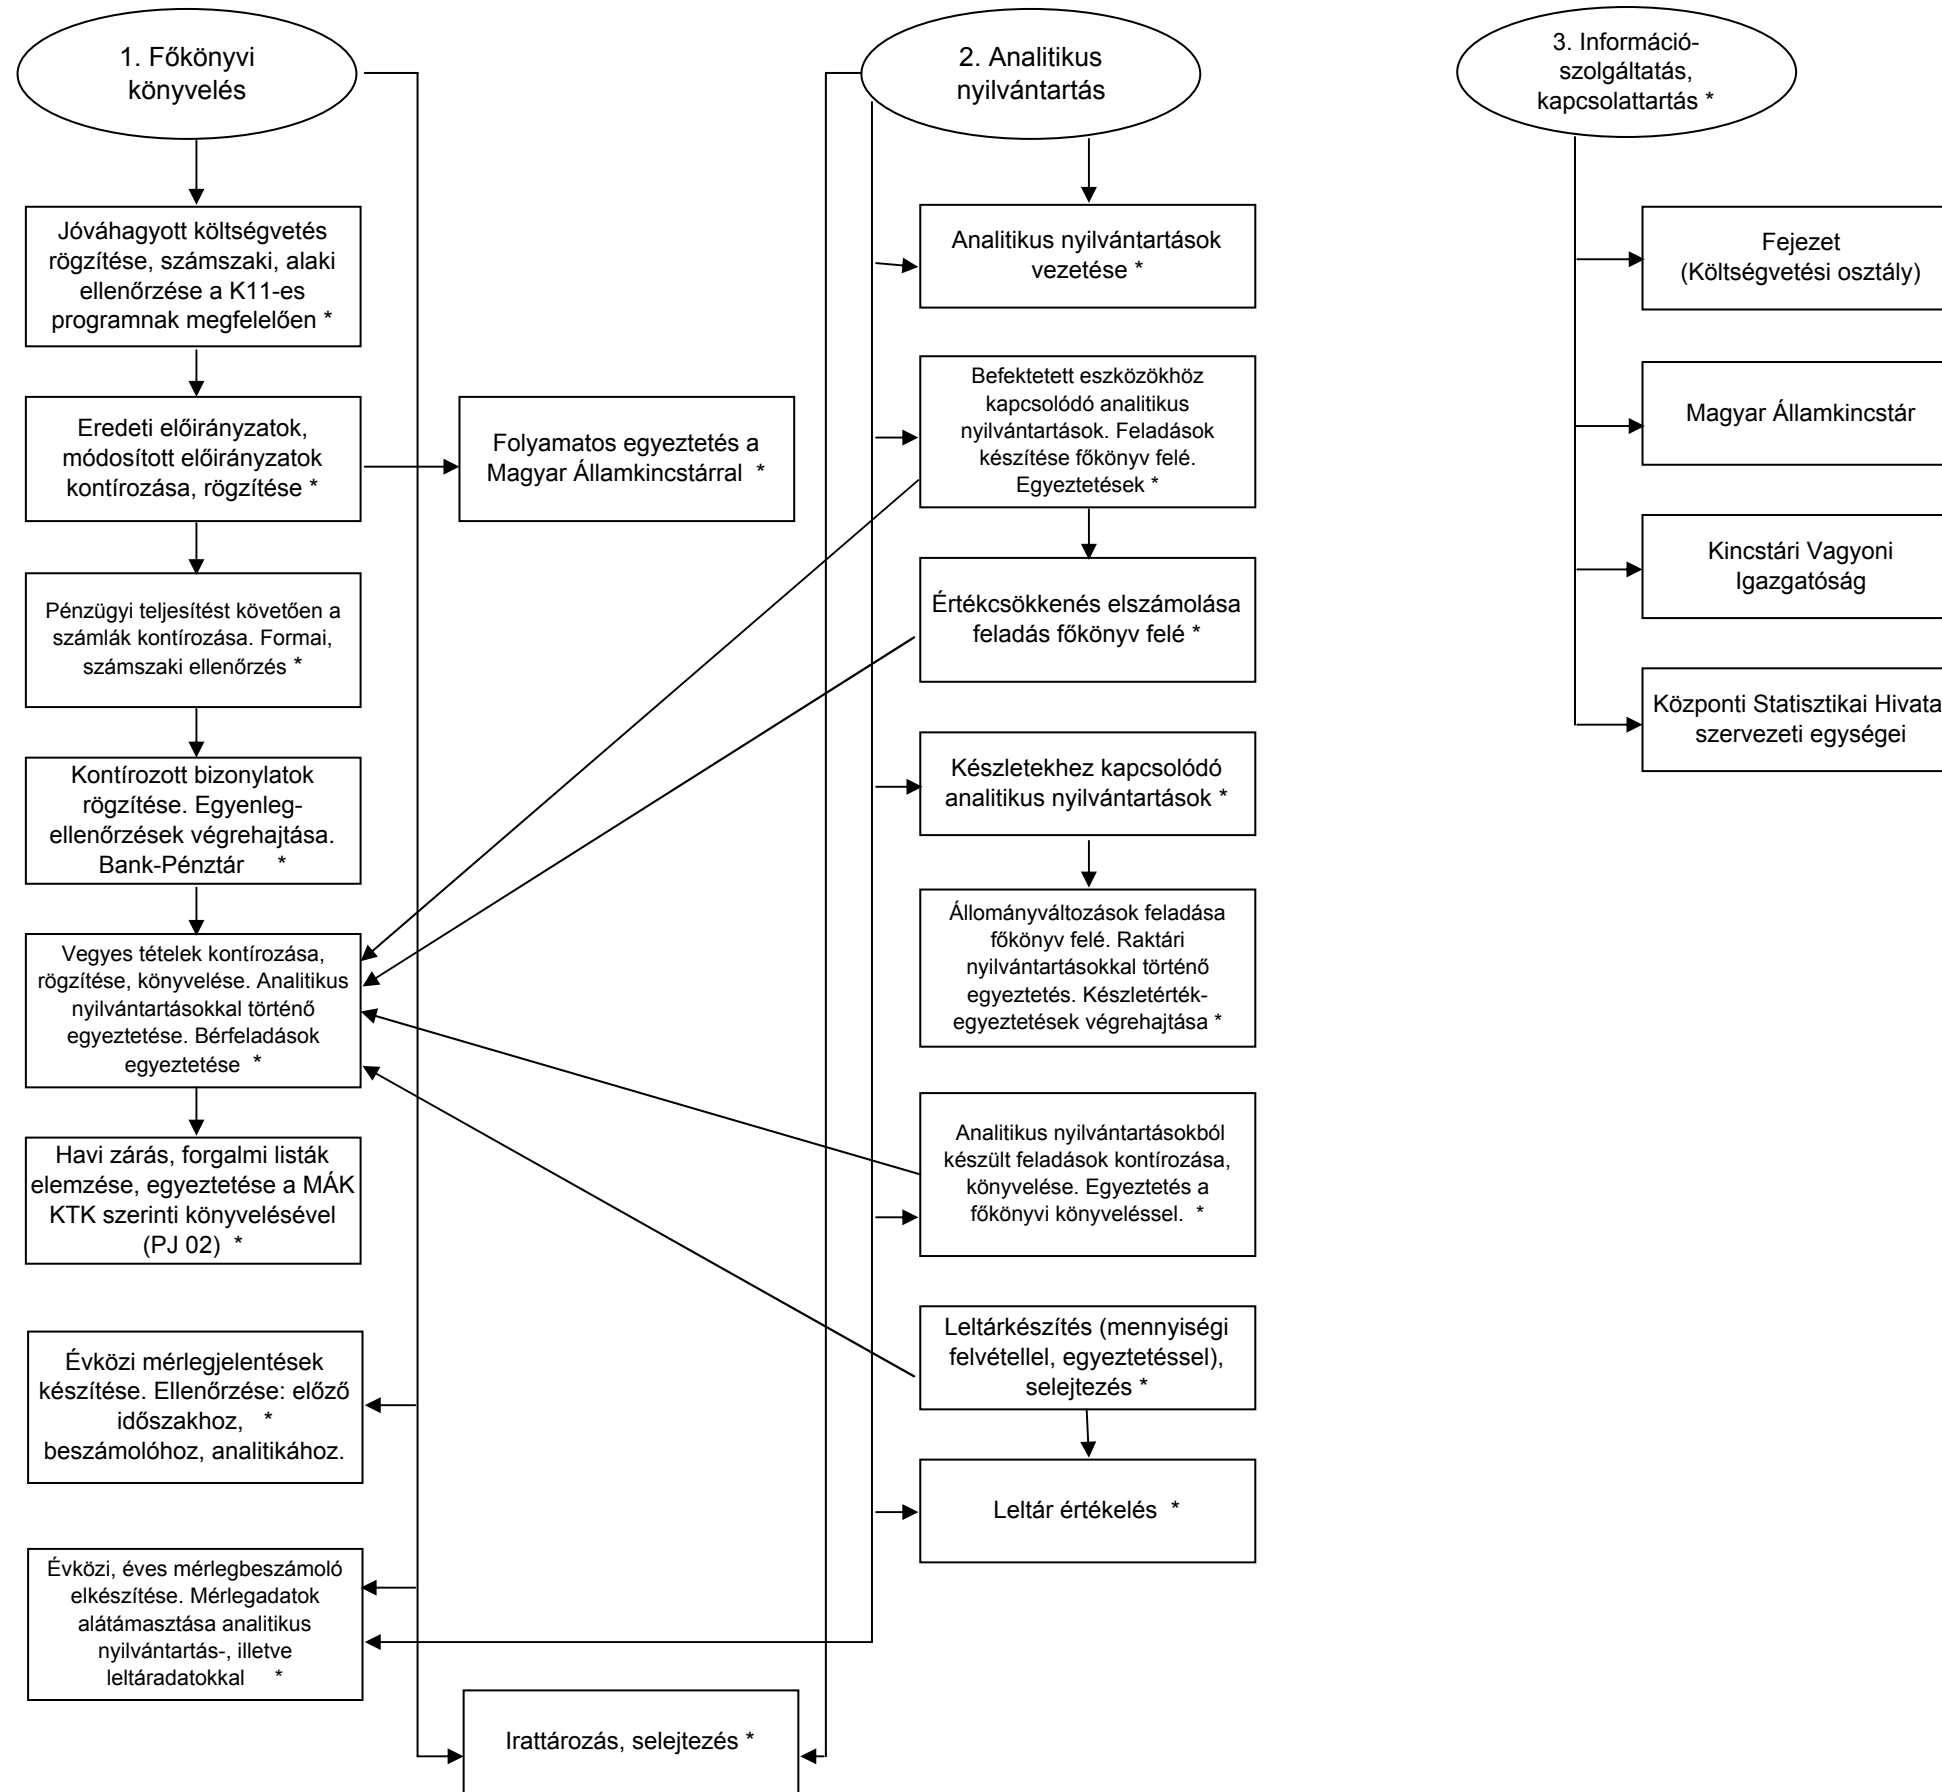 1. Főkönyvi
könyvelés
Jóváhagyott költségvetés
rögzítése, számszaki, alaki
ellenőrzése a K11-es
programnak megfelelően *
Eredeti előirányzatok,
módosított előirányzatok
kontírozása, rögzítése *
Folyamatos egyeztetés a
Magyar Államkincstárral *
Pénzügyi teljesítést követően a
számlák kontírozása. Formai,
számszaki ellenőrzés *
Kontírozott bizonylatok
rögzítése. Egyenleg-
ellenőrzések végrehajtása.
Bank-Pénztár *
Vegyes tételek kontírozása,
rögzítése, könyvelése. Analitikus
nyilvántartásokkal történő
egyeztetése. Bérfeladások
egyeztetése *
Havi zárás, forgalmi listák
elemzése, egyeztetése a MÁK
KTK szerinti könyvelésével
(PJ 02) *
Évközi mérlegjelentések
készítése. Ellenőrzése: előző
időszakhoz, *
beszámolóhoz, analitikához.
Évközi, éves mérlegbeszámoló
elkészítése. Mérlegadatok
alátámasztása analitikus
nyilvántartás-, illetve
leltáradatokkal *
Irattározás, selejtezés *
2. Analitikus
nyilvántartás
Analitikus nyilvántartások
vezetése *
Befektetett eszközökhöz
kapcsolódó analitikus
nyilvántartások. Feladások
készítése főkönyv felé.
Egyeztetések *
Értékcsökkenés elszámolása
feladás főkönyv felé *
Készletekhez kapcsolódó
analitikus nyilvántartások *
Állományváltozások feladása
főkönyv felé. Raktári
nyilvántartásokkal történő
egyeztetés. Készletérték-
egyeztetések végrehajtása *
Analitikus nyilvántartásokból
készült feladások kontírozása,
könyvelése. Egyeztetés a
főkönyvi könyveléssel. *
Leltárkészítés (mennyiségi
felvétellel, egyeztetéssel),
selejtezés *
Leltár értékelés *
3. Információ-
szolgáltatás,
kapcsolattartás *
Fejezet
(Költségvetési osztály)
Magyar Államkincstár
Kincstári Vagyoni
Igazgatóság
Központi Statisztikai Hivata
szervezeti egységei